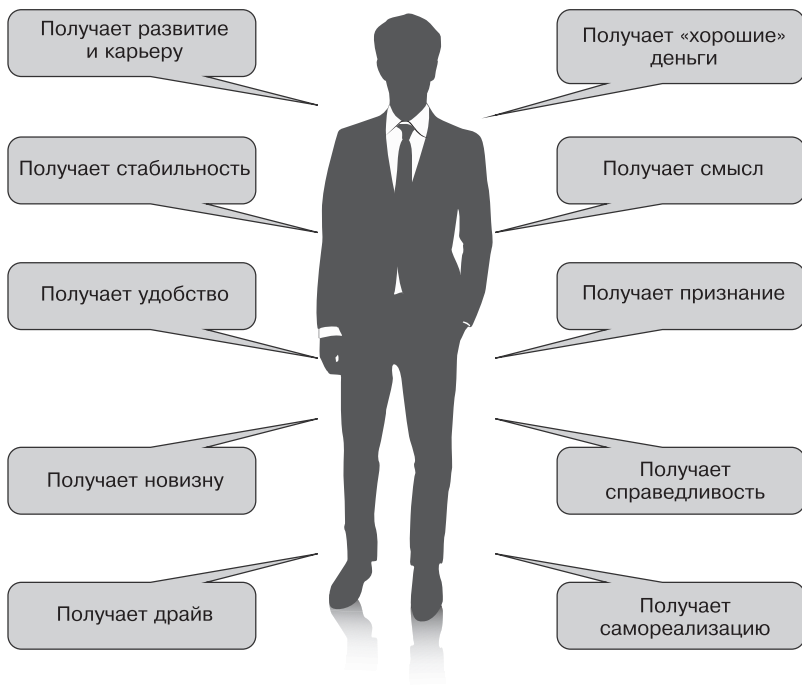 Получает развитие
и карьеру
Получает «хорошие»
деньги
Получает стабильность
Получает смысл
Получает удобство
Получает признание
Получает новизну
Получает
справедливость
Получает драйв
Получает
самореализацию